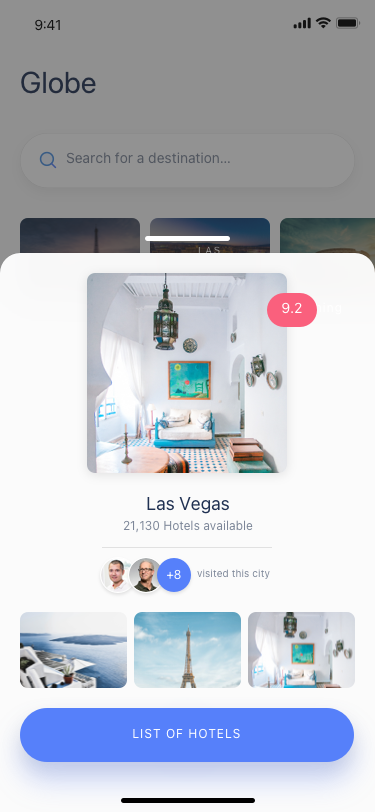 9:41
Globe
Search for a destination...
LAS
9.2
Las Vegas
21,130 Hotels available
+8
visited this city
LIST OF HOTELS